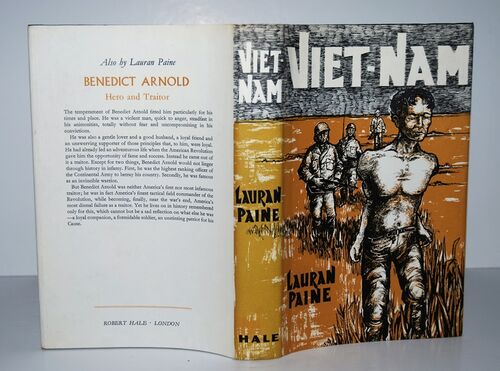 Also by Lauran Paine
BENEDICT ARNOLD
Hero and Traitor
The temperament of Benedict Arnold fitted him particularly for his
times and place. He was a violent man, quick to anger, steadfast in
his animosities, totally without fear and uncompromising in his
convictions.
He was also a gentle lover and a good husband, a loyal friend and
an unswerving supporter of those principles that, to him, were loyal.
He had already led an adventurous life when the American Revolution
gave him the opportunity of fame and success. Instead he came out of
it a traitor. Except for two things, Benedict Arnold would not linger
through history in infamy. First, he was the highest ranking officer of
the Continental Army to betray his country. Secondly, he was famous
as an invincible warrior.
But Benedict Arnold was neither America's first nor most infamous
traitor; he was in fact America's finest tactical field commander of the
Revolution, while becoming, finally, near the war's end, America's
most dismal failure as a traitor. Yet he lives on in history remembered
only for this, which cannot but be a sad reflection on what else he was
—a loyal companion, a formidable soldier, an continuing patriot for his
Cause.
ROBERT HALE · LONDON
VIET
NAM
LAURAN
PAINE
HALE
VIET·NAM
LAURAN
PAINE